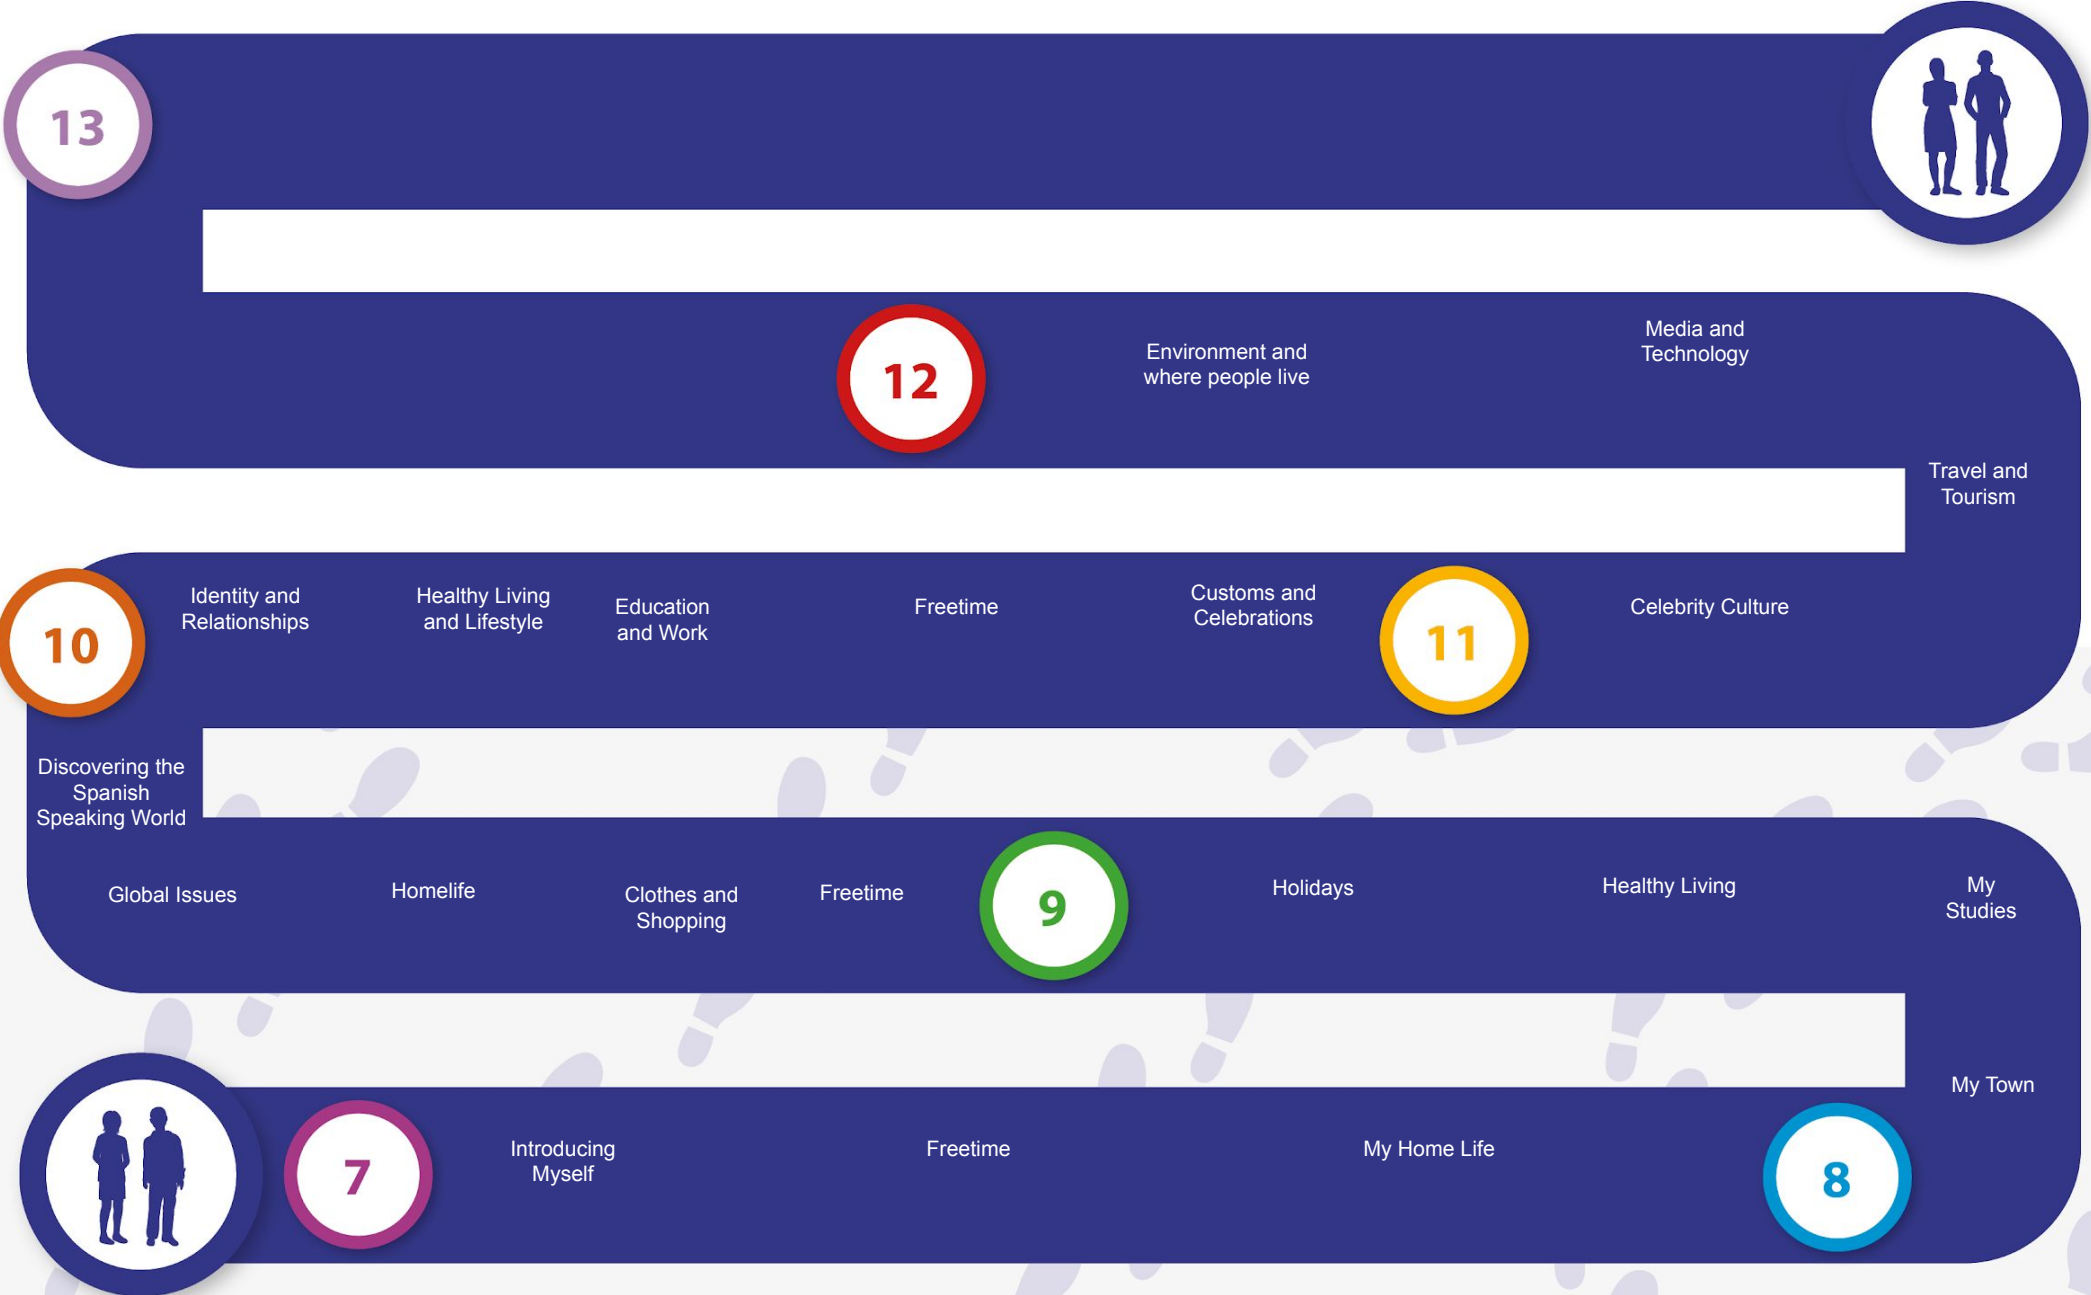 13
12
Environment and
where people live
Media and
Technology
Travel and
Tourism
10
Identity and
Relationships
Healthy Living
and Lifestyle
Education
and Work
Freetime
Customs and
Celebrations
11
Celebrity Culture
Discovering the
Spanish
Speaking World
Global Issues
Homelife
Clothes and
Shopping
Freetime
9
Holidays
Healthy Living
My
Studies
My Town
7
Introducing
Myself
Freetime
My Home Life
8